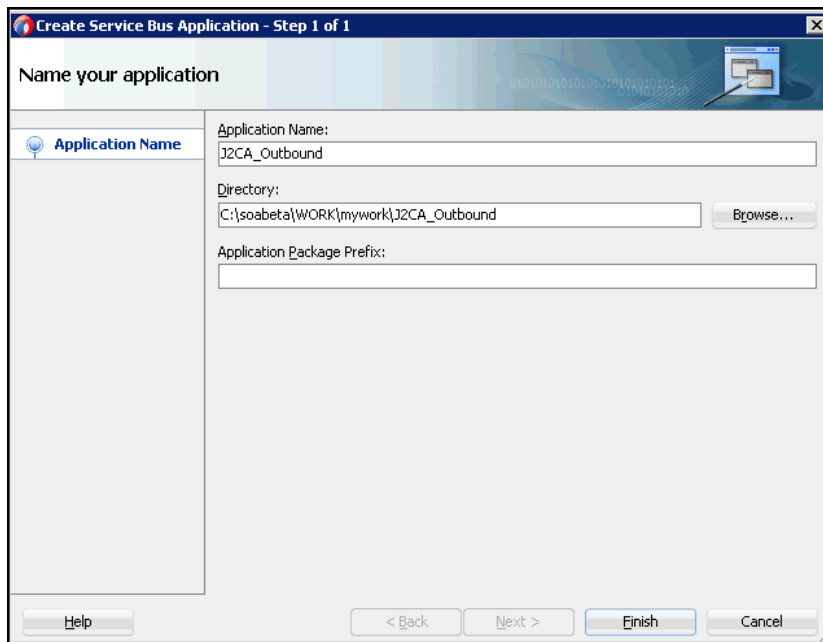 Create Service Bus Application - Step 1 of 1
Name your application
Application Name
Application Name:
J2CA_Outbound
Directory:
C:\soabeta\WORK\mywork\J2CA_Outbound
Browse...
Application Package Prefix:
Help
< Back
Next >
Finish
Cancel